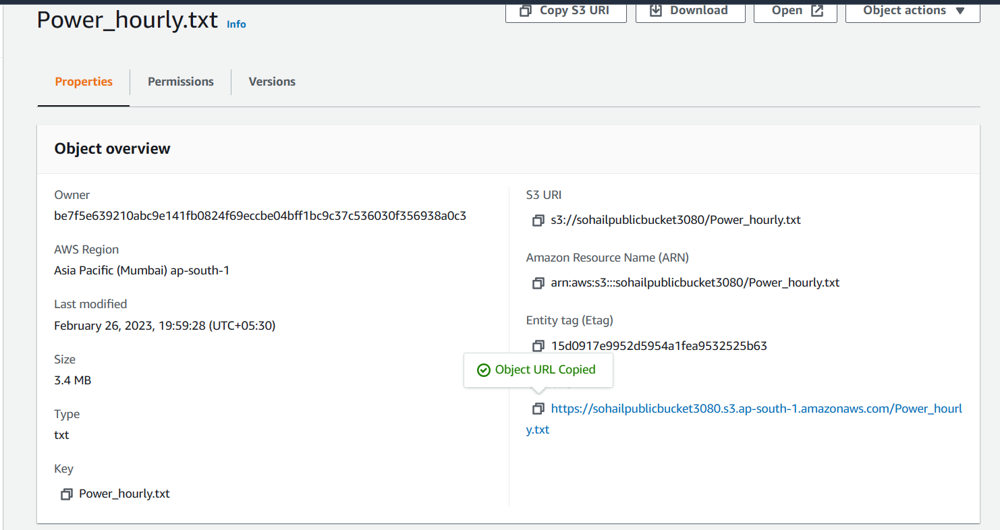 Power_hourly.txt Info
Copy S3 URI
Download
Open
Object actions
Properties
Permissions
Versions
Object overview
Owner
be7f5e639210abc9e141fb0824f69eccbe04bff1bc9c37c536030f356938a0c3
AWS Region
Asia Pacific (Mumbai) ap-south-1
Last modified
February 26, 2023, 19:59:28 (UTC+05:30)
Size
3.4 MB
Type
txt
Key
Power_hourly.txt
S3 URI
s3://sohailpublicbucket3080/Power_hourly.txt
Amazon Resource Name (ARN)
arn:aws:s3:::sohailpublicbucket3080/Power_hourly.txt
Entity tag (Etag)
15d0917e9952d5954a1fea9532525b63
Object URL Copied
https://sohailpublicbucket3080.s3.ap-south-1.amazonaws.com/Power_hourl
y.txt